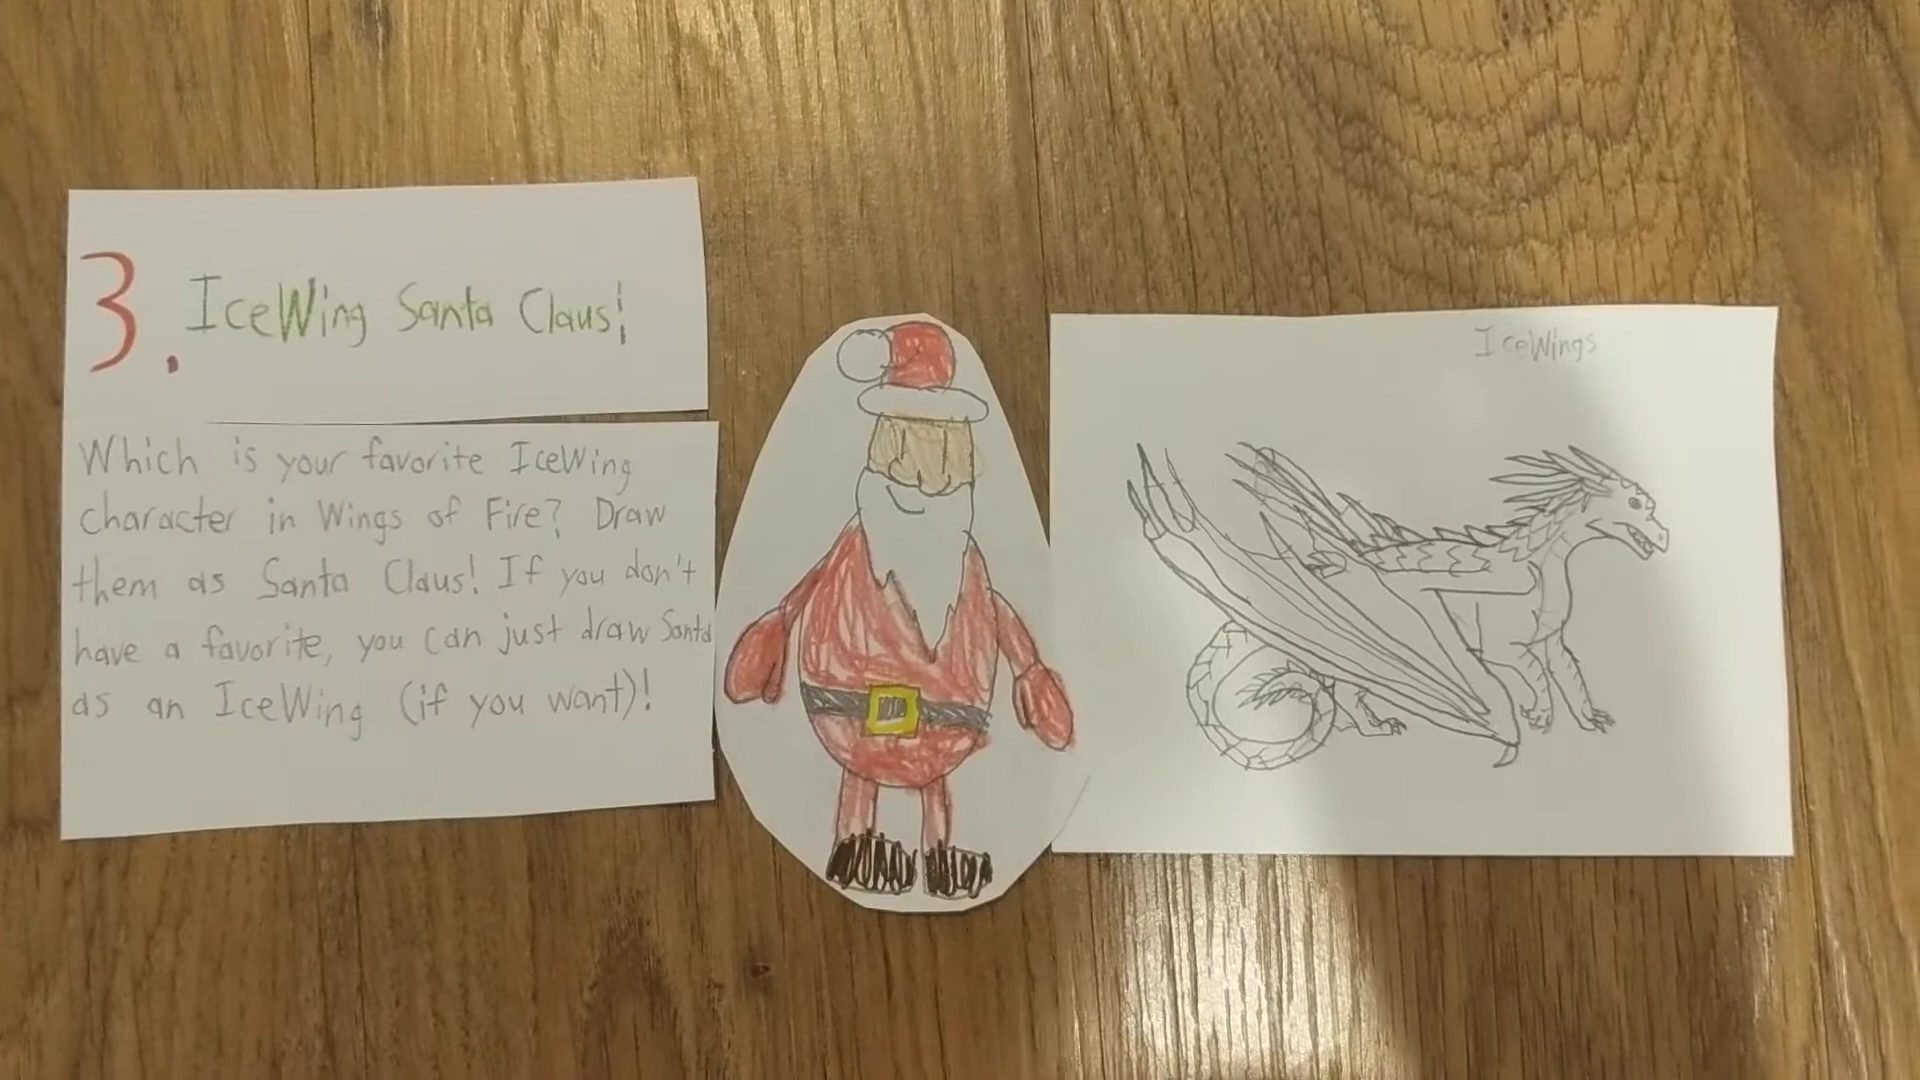 3. IceWing Santa Claus!
Which is your favorite IceWing
character in Wings of Fire? Draw
them as Santa Claus! If you don't
have a favorite, you can just draw Santa
as an IceWing (if you want)!
IceWings